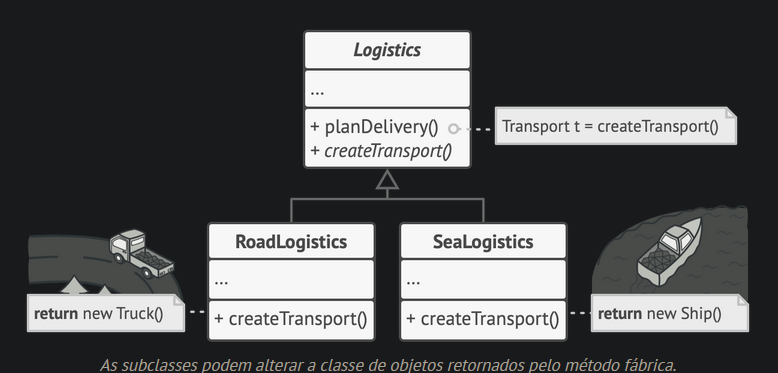 Logistics
...
+ planDelivery()
+ createTransport()
Transport t = createTransport()
RoadLogistics
...
+ createTransport()
return new Truck()
SeaLogistics
...
+ createTransport()
return new Ship()
As subclasses podem alterar a classe de objetos retornados pelo método fábrica.